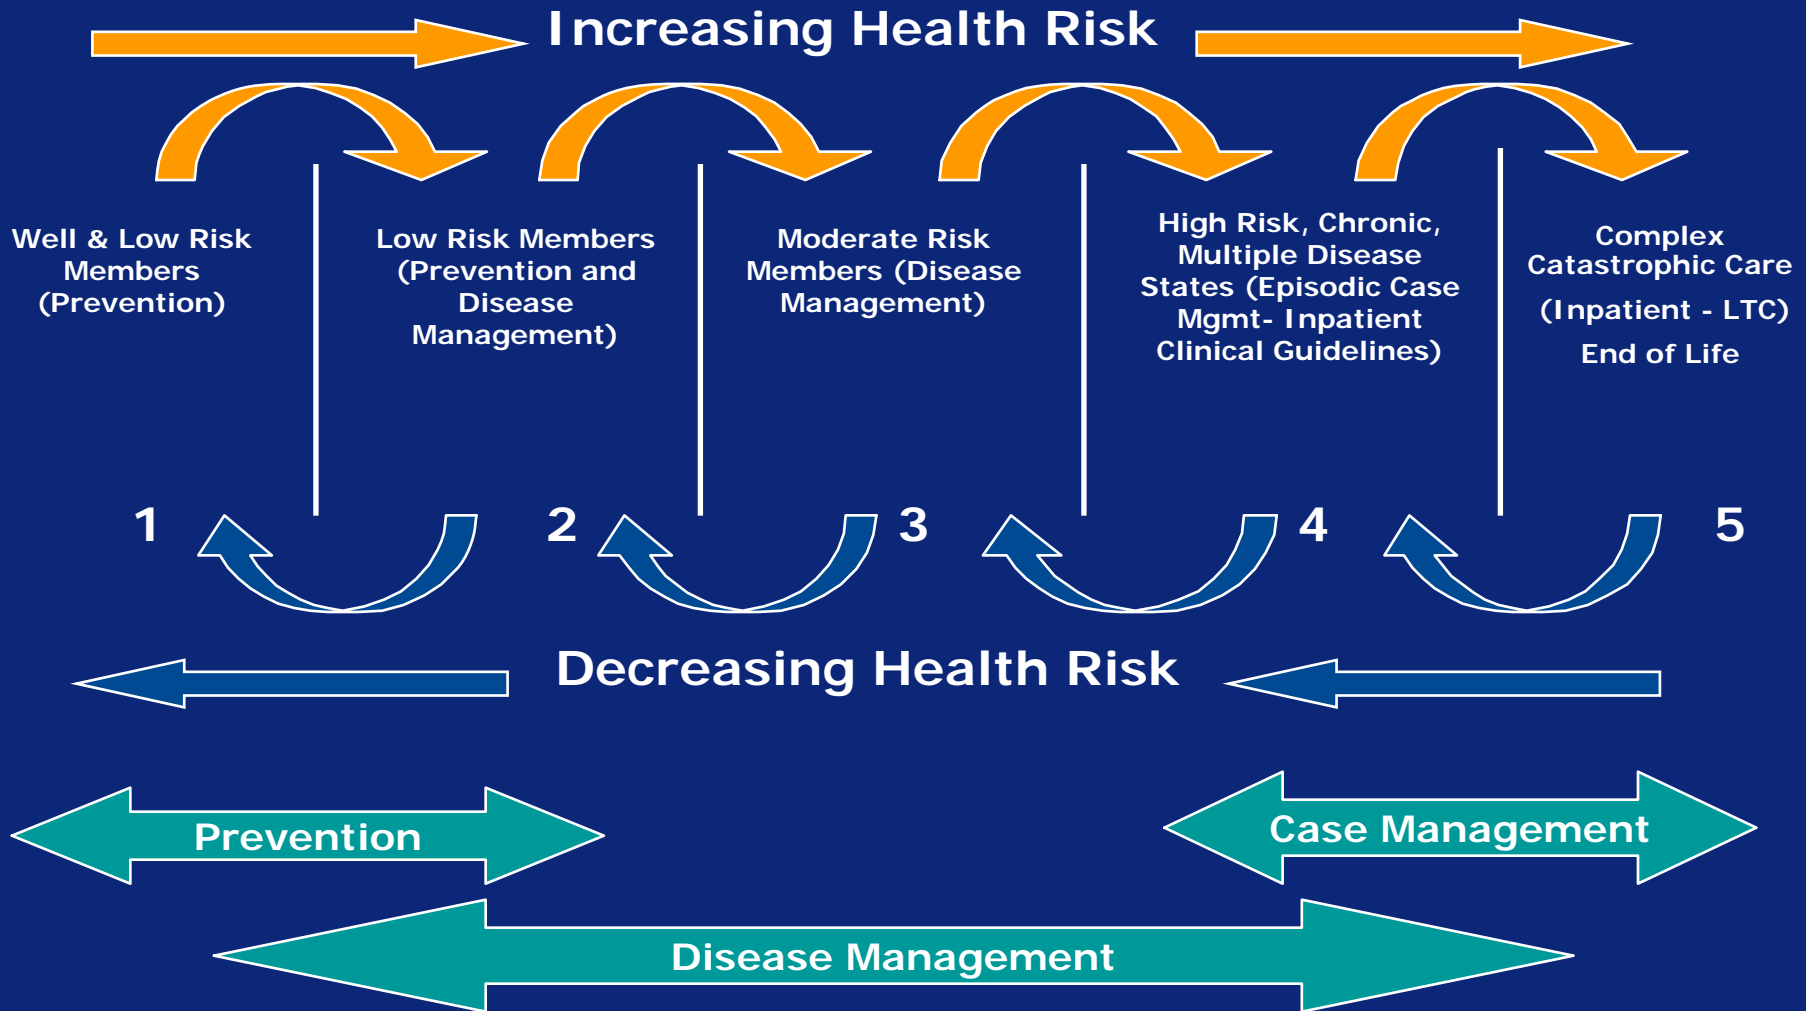 Increasing Health Risk
Well & Low Risk
Members
(Prevention)
Low Risk Members
(Prevention and
Disease
Management)
Moderate Risk
Members (Disease
Management)
High Risk, Chronic,
Multiple Disease
States (Episodic Case
Mgmt- Inpatient
Clinical Guidelines)
Complex
Catastrophic Care
(Inpatient - LTC)
End of Life
1
2
3
4
5
Decreasing Health Risk
Prevention
Case Management
Disease Management